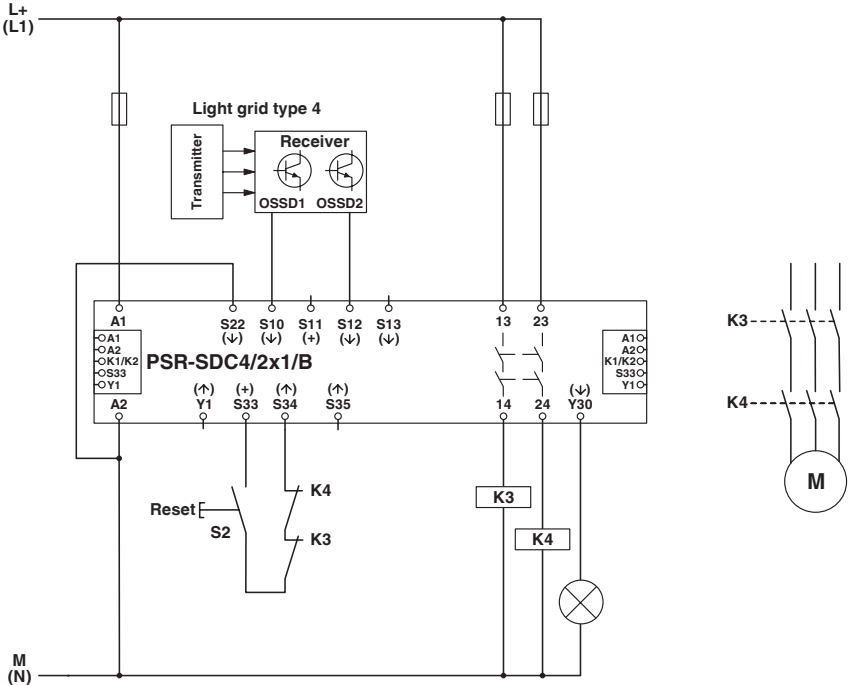 L+
(L1)
Light grid type 4
Transmitter
Receiver
OSSD1 OSSD2
A1 S22 S10 S11 S12 S13 13 23
(↓) (↓) (+) (↓) (↓)
A1
A2
K1/K2
S33
Y1
PSR-SDC4/2x1/B
A1
A2
K1/K2
S33
Y1
(↑) (+) (↑) (↑) (↓)
A2 Y1 S33 S34 S35 14 24 Y30
K3
K4
M
Reset
S2
K4
K3
K3
K4
M
(N)